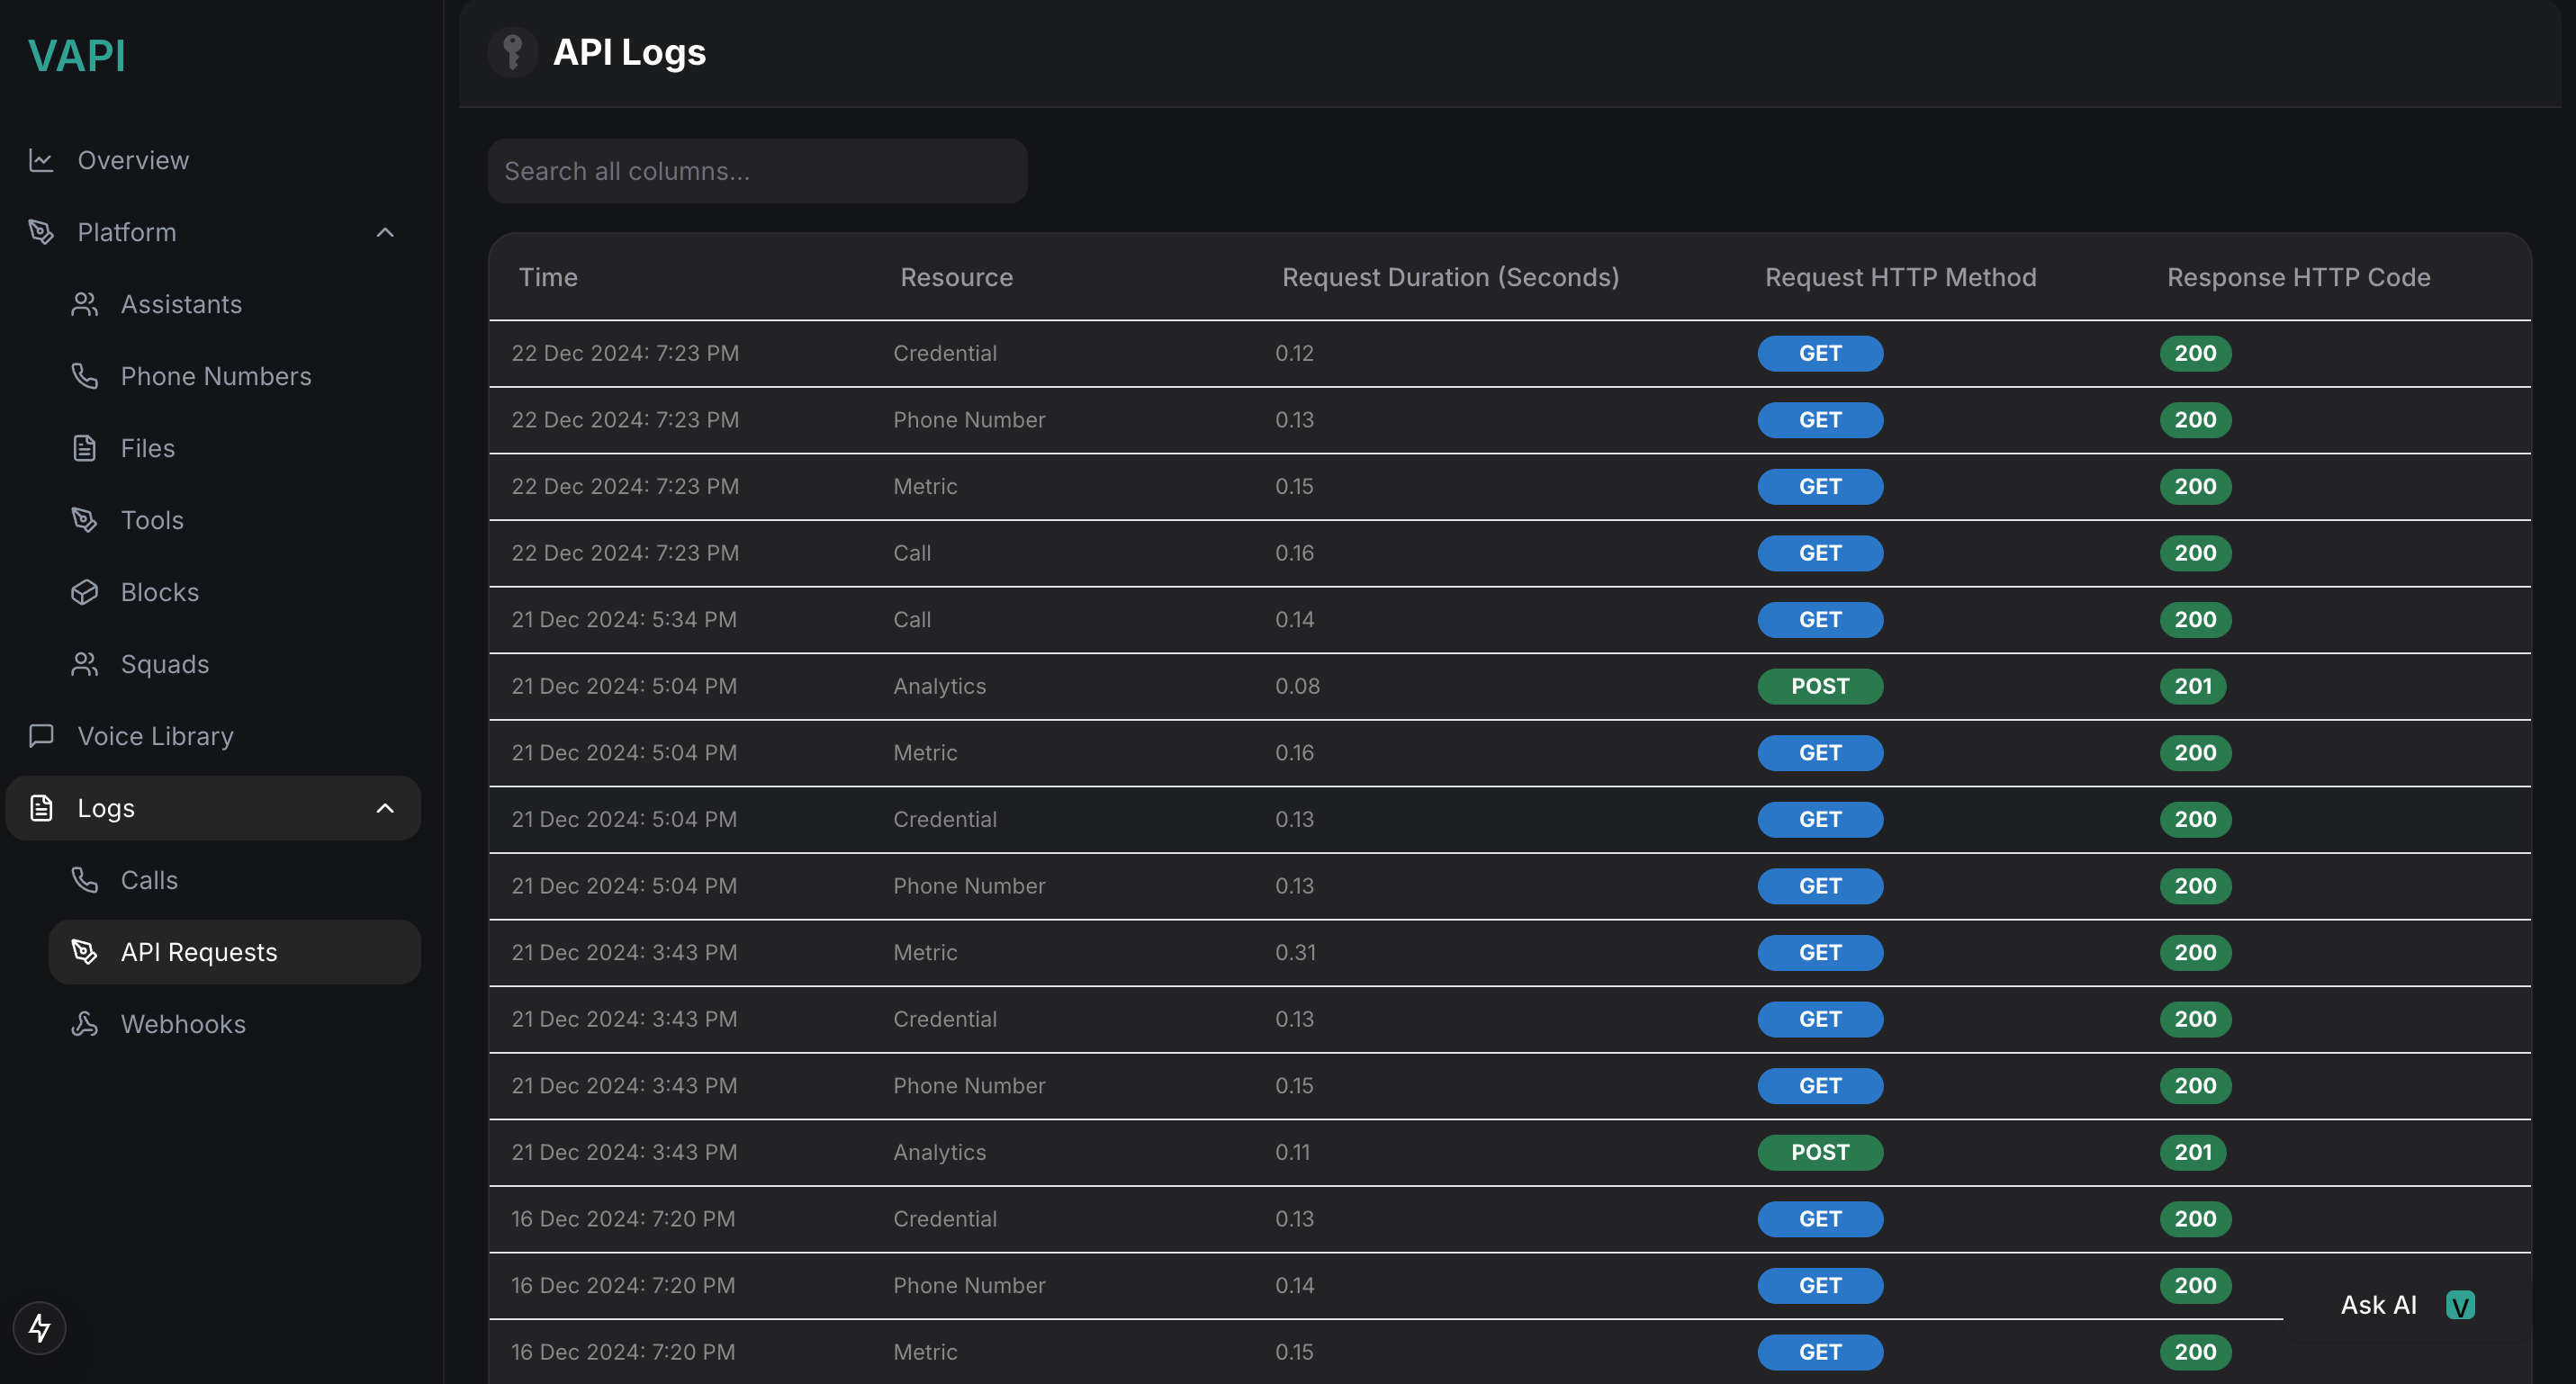 VAPI
Overview
Platform
Assistants
Phone Numbers
Files
Tools
Blocks
Squads
Voice Library
Logs
Calls
API Requests
Webhooks
API Logs
Search all columns...
Time Resource Request Duration (Seconds) Request HTTP Method Response HTTP Code
22 Dec 2024: 7:23 PM Credential 0.12 GET 200
22 Dec 2024: 7:23 PM Phone Number 0.13 GET 200
22 Dec 2024: 7:23 PM Metric 0.15 GET 200
22 Dec 2024: 7:23 PM Call 0.16 GET 200
21 Dec 2024: 5:34 PM Call 0.14 GET 200
21 Dec 2024: 5:04 PM Analytics 0.08 POST 201
21 Dec 2024: 5:04 PM Metric 0.16 GET 200
21 Dec 2024: 5:04 PM Credential 0.13 GET 200
21 Dec 2024: 5:04 PM Phone Number 0.13 GET 200
21 Dec 2024: 3:43 PM Metric 0.31 GET 200
21 Dec 2024: 3:43 PM Credential 0.13 GET 200
21 Dec 2024: 3:43 PM Phone Number 0.15 GET 200
21 Dec 2024: 3:43 PM Analytics 0.11 POST 201
16 Dec 2024: 7:20 PM Credential 0.13 GET 200
16 Dec 2024: 7:20 PM Phone Number 0.14 GET 200
16 Dec 2024: 7:20 PM Metric 0.15 GET 200
Ask AI V